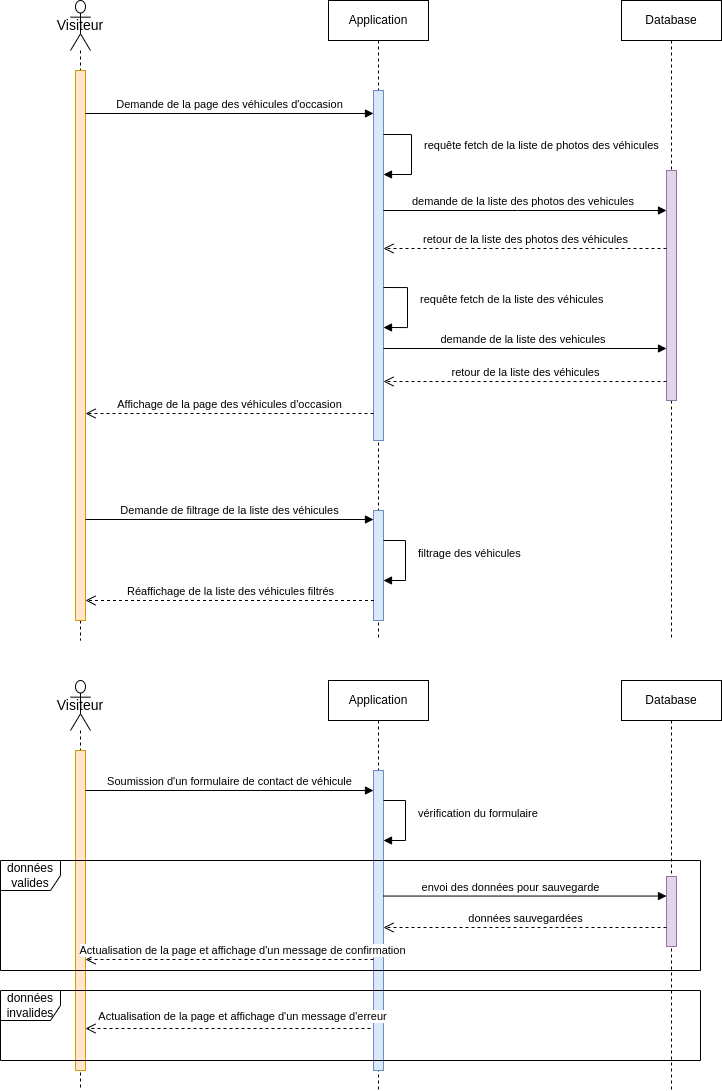 Visiteur
Application
Database
Demande de la page des véhicules d'occasion
requête fetch de la liste de photos des véhicules
demande de la liste des photos des vehicules
retour de la liste des photos des véhicules
requête fetch de la liste des véhicules
demande de la liste des vehicules
retour de la liste des véhicules
Affichage de la page des véhicules d'occasion
Demande de filtrage de la liste des véhicules
filtrage des véhicules
Réaffichage de la liste des véhicules filtrés
Visiteur
Application
Database
Soumission d'un formulaire de contact de véhicule
vérification du formulaire
données
valides
envoi des données pour sauvegarde
données sauvegardées
Actualisation de la page et affichage d'un message de confirmation
données
invalides
Actualisation de la page et affichage d'un message d'erreur